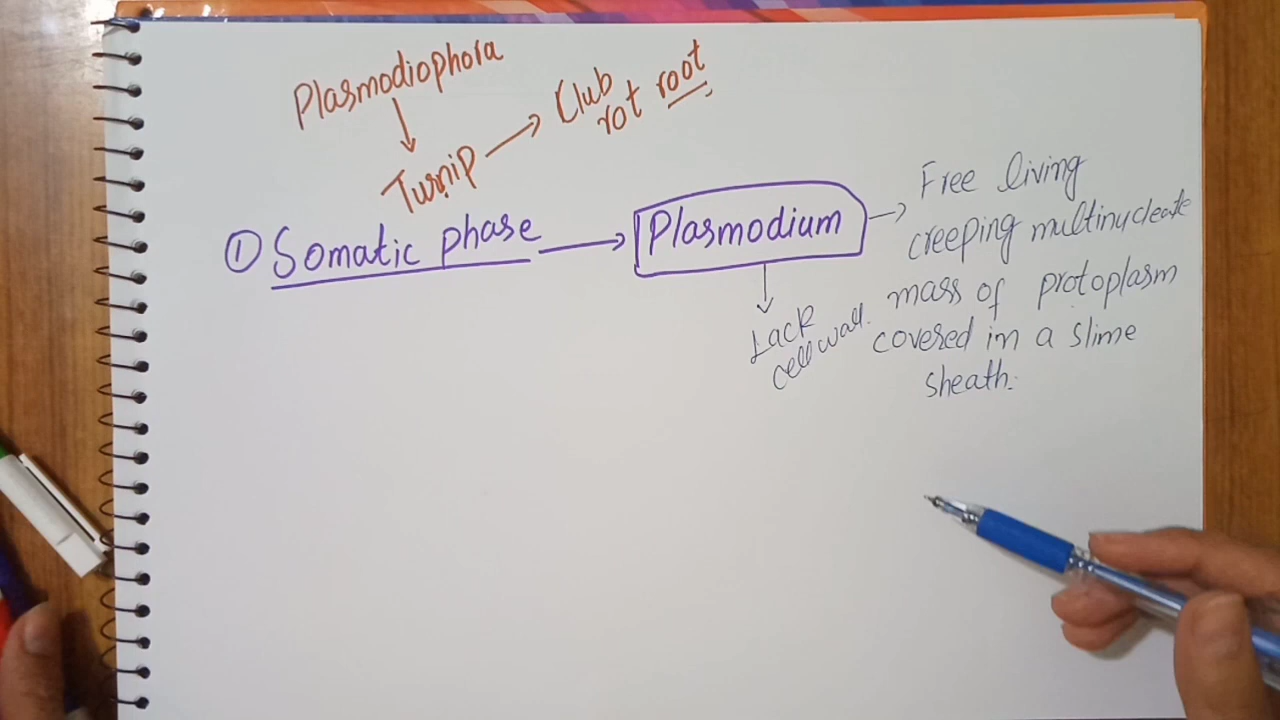 Plasmodiophora
Turnip
Club
rot root
① Somatic phase
Plasmodium
Free living
creeping multinucleate
mass of protoplasm
covered in a slime
sheath.
Lack
cell wall.